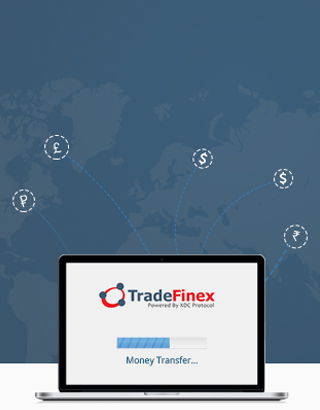 £
$
$
₽
₹
TradeFinex
Powered By XDC Protocol
Money Transfer...